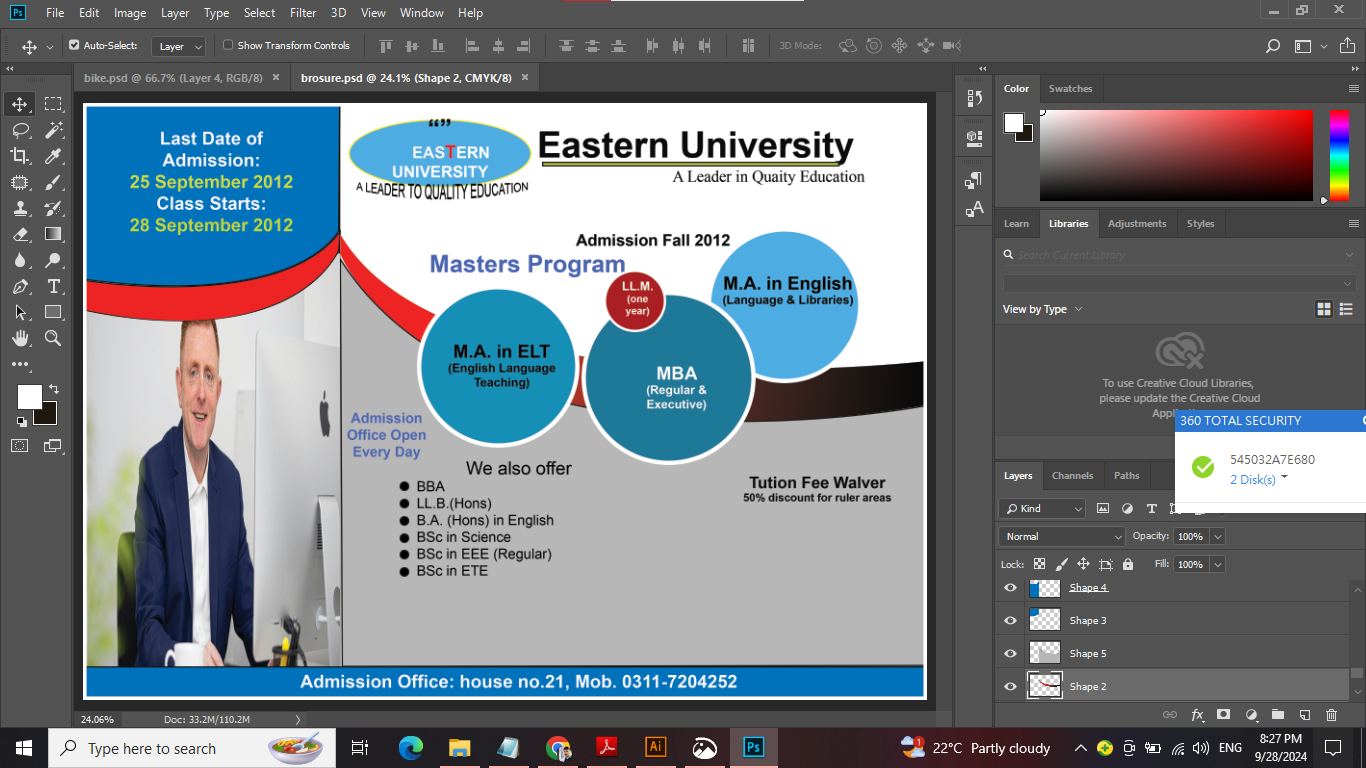 File Edit Image Layer Type Select Filter 3D View Window Help
Auto-Select: Layer Show Transform Controls 3D Mode:
bike.psd @ 66.7% (Layer 4, RGB/8) × brosure.psd @ 24.1% (Shape 2, CMYK/8) ×
Last Date of
Admission:
25 September 2012
Class Starts:
28 September 2012
“”
EASTERN
UNIVERSITY
A LEADER TO QUALITY EDUCATION
Eastern University
A Leader in Quaity Education
Admission Fall 2012
Masters Program
LL.M.
(one
year)
M.A. in English
(Language & Libraries)
M.A. in ELT
(English Language
Teaching)
MBA
(Regular &
Executive)
Admission
Office Open
Every Day
We also offer
BBA
LL.B.(Hons)
B.A. (Hons) in English
BSc in Science
BSc in EEE (Regular)
BSc in ETE
Tution Fee Walver
50% discount for ruler areas
Admission Office: house no.21, Mob. 0311-7204252
24.06% Doc: 33.2M/110.2M
Color Swatches
Learn Libraries Adjustments Styles
Search Current Library
View by Type
To use Creative Cloud Libraries,
please update the Creative Cloud
360 TOTAL SECURITY
545032A7E680
2 Disk(s)
Layers Channels Paths
Kind
Normal Opacity: 100%
Lock: Fill: 100%
Shape 4
Shape 3
Shape 5
Shape 2
Type here to search
Ai
Ps
1
22°C Partly cloudy
ENG
8:27 PM
9/28/2024